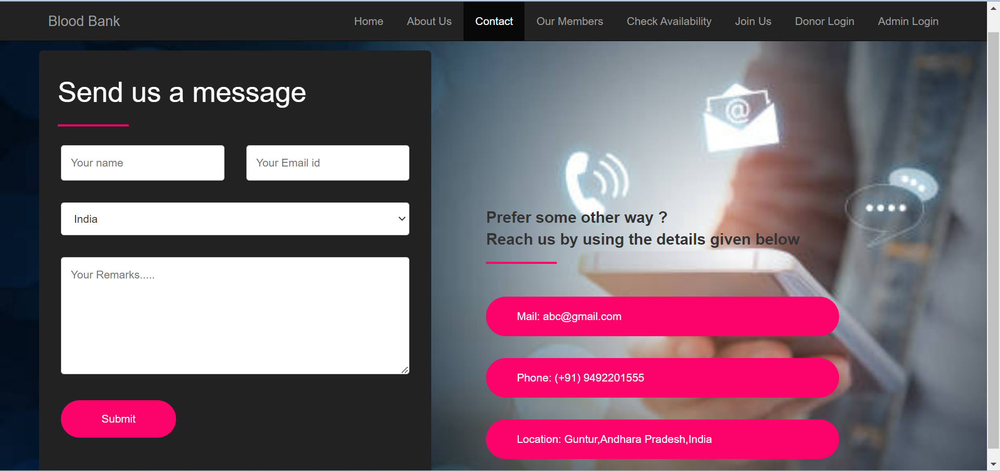 Blood Bank
Home
About Us
Contact
Our Members
Check Availability
Join Us
Donor Login
Admin Login
Send us a message
Your name
Your Email id
India
Your Remarks.....
Submit
@
Prefer some other way ?
Reach us by using the details given below
Mail: abc@gmail.com
Phone: (+91) 9492201555
Location: Guntur,Andhara Pradesh,India